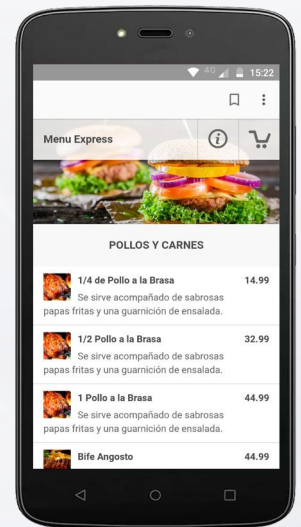 4G 15:22
Menu Express
POLLOS Y CARNES
1/4 de Pollo a la Brasa 14.99
Se sirve acompañado de sabrosas
papas fritas y una guarnición de ensalada.
1/2 Pollo a la Brasa 32.99
Se sirve acompañado de sabrosas
papas fritas y una guarnición de ensalada.
1 Pollo a la Brasa 44.99
Se sirve acompañado de sabrosas
papas fritas y una guarnición de ensalada.
Bife Angosto 44.99